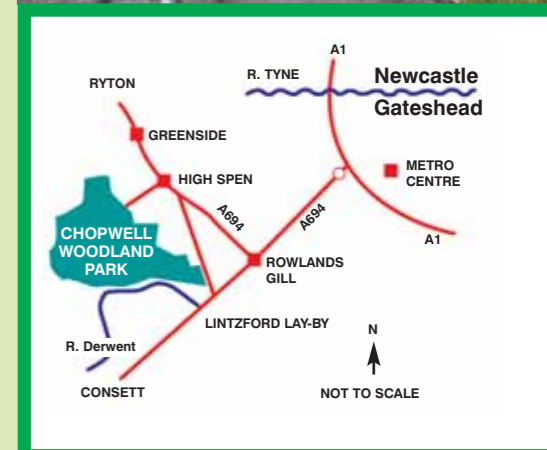 A1
R. TYNE
Newcastle
Gateshead
RYTON
GREENSIDE
METRO
CENTRE
HIGH SPEN
A694
A694
CHOPWELL
WOODLAND
PARK
A1
ROWLANDS
GILL
LINTZFORD LAY-BY
N
R. Derwent
CONSETT
NOT TO SCALE